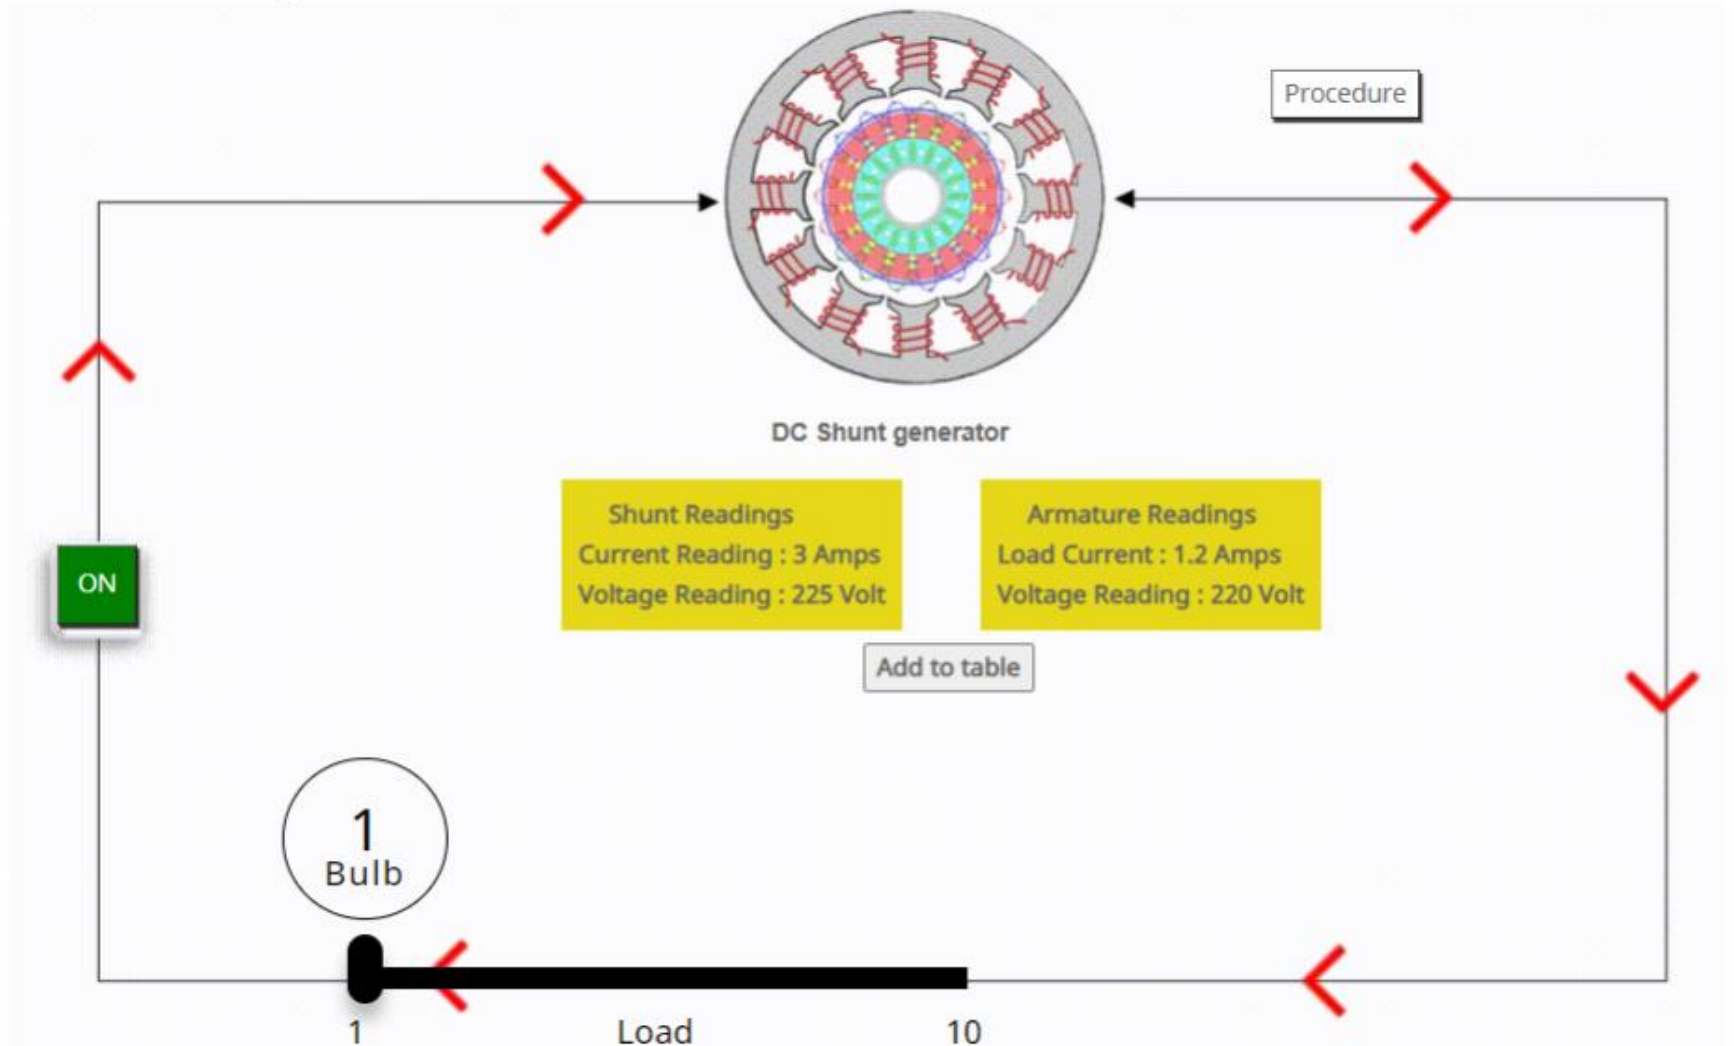 Procedure
DC Shunt generator
Shunt Readings
Current Reading : 3 Amps
Voltage Reading : 225 Volt
Armature Readings
Load Current : 1.2 Amps
Voltage Reading : 220 Volt
Add to table
ON
1
Bulb
1 Load 10